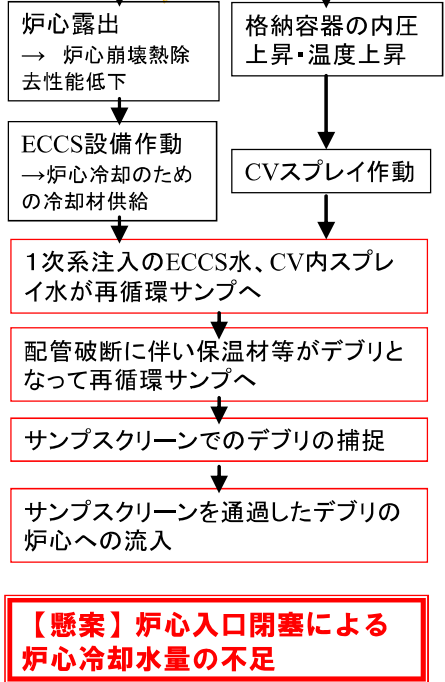 炉心露出
→ 炉心崩壊熱除
去性能低下
格納容器の内圧
上昇・温度上昇
ECCS設備作動
→炉心冷却のため
の冷却材供給
CVスプレイ作動
1次系注入のECCS水、CV内スプレ
イ水が再循環サンプへ
配管破断に伴い保温材等がデブリと
なって再循環サンプへ
サンプスクリーンでのデブリの捕捉
サンプスクリーンを通過したデブリの
炉心への流入
【懸案】炉心入口閉塞による
炉心冷却水量の不足